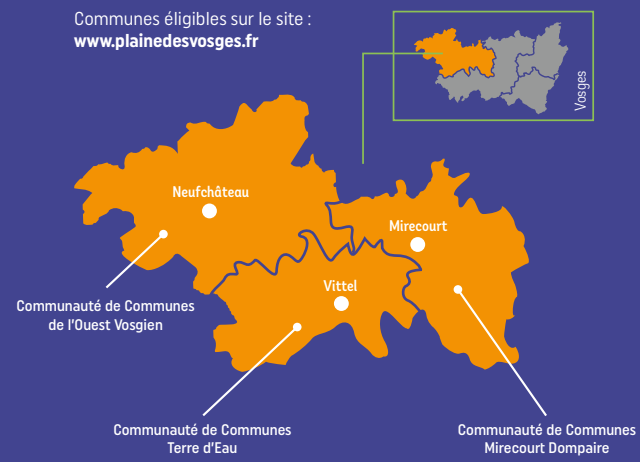 Communes éligibles sur le site :
www.plainedesvosges.fr
Vosges
Neufchâteau
Mirecourt
Vittel
Communauté de Communes
de l'Ouest Vosgien
Communauté de Communes
Terre d'Eau
Communauté de Communes
Mirecourt Dompaire